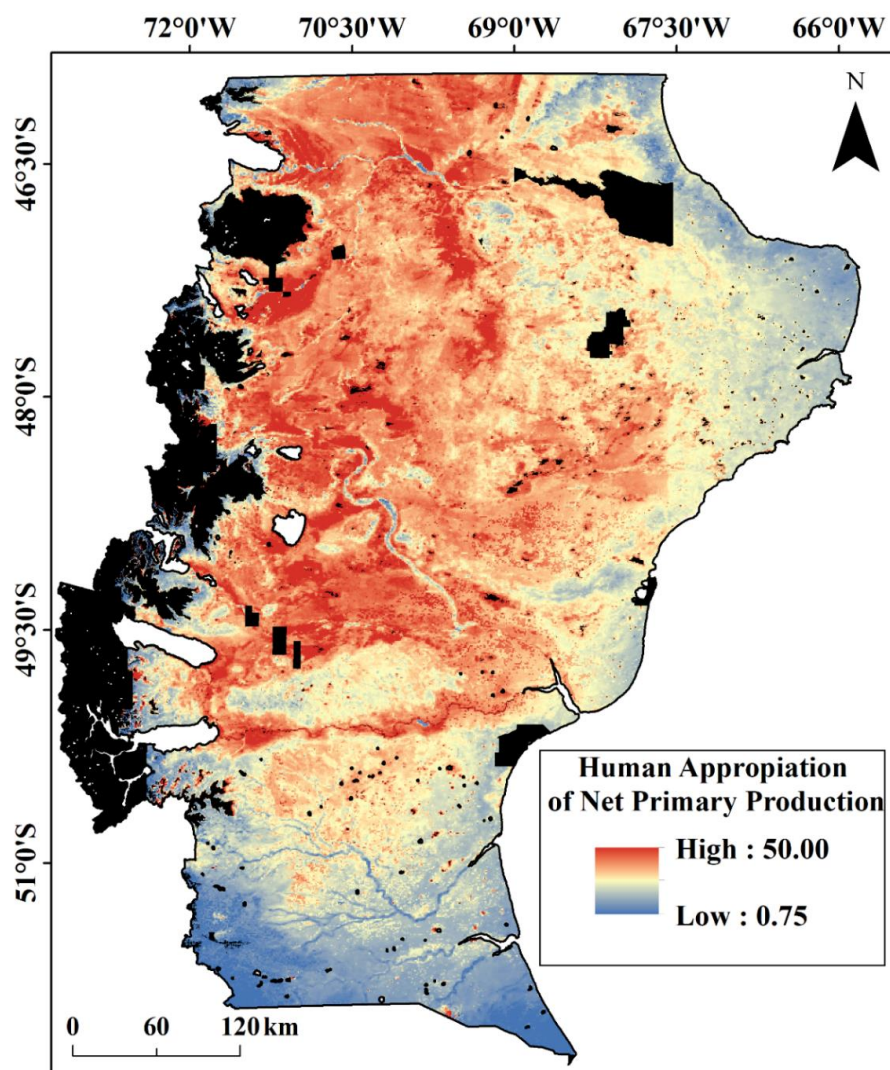 72°0'W 70°30'W 69°0'W 67°30'W 66°0'W
N
46°30'S
48°0'S
49°30'S
51°0'S
Human Appropiation
of Net Primary Production
High : 50.00
Low : 0.75
0 60 120 km